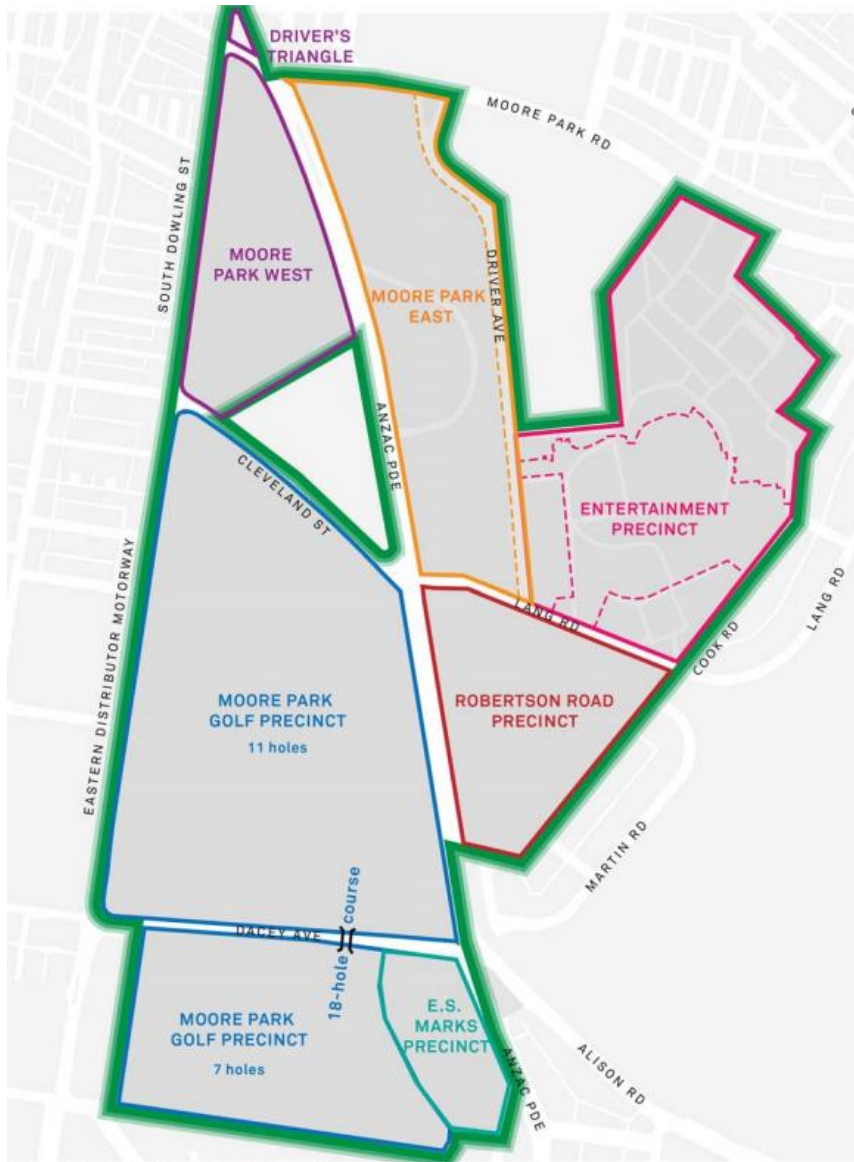 DRIVER'S
TRIANGLE
MOORE PARK RD
SOUTH DOWLING ST
MOORE
PARK WEST
MOORE PARK
EAST
DRIVER AVE
ANZAC PDE
CLEVELAND ST
ENTERTAINMENT
PRECINCT
EASTERN DISTRIBUTOR MOTORWAY
LANG RD
LANG RD
COOK RD
MOORE PARK
GOLF PRECINCT
11 holes
ROBERTSON ROAD
PRECINCT
MARTIN RD
DACEY AVE
18-hole course
MOORE PARK
GOLF PRECINCT
7 holes
E.S.
MARKS
PRECINCT
ANZAC PDE
ALISON RD